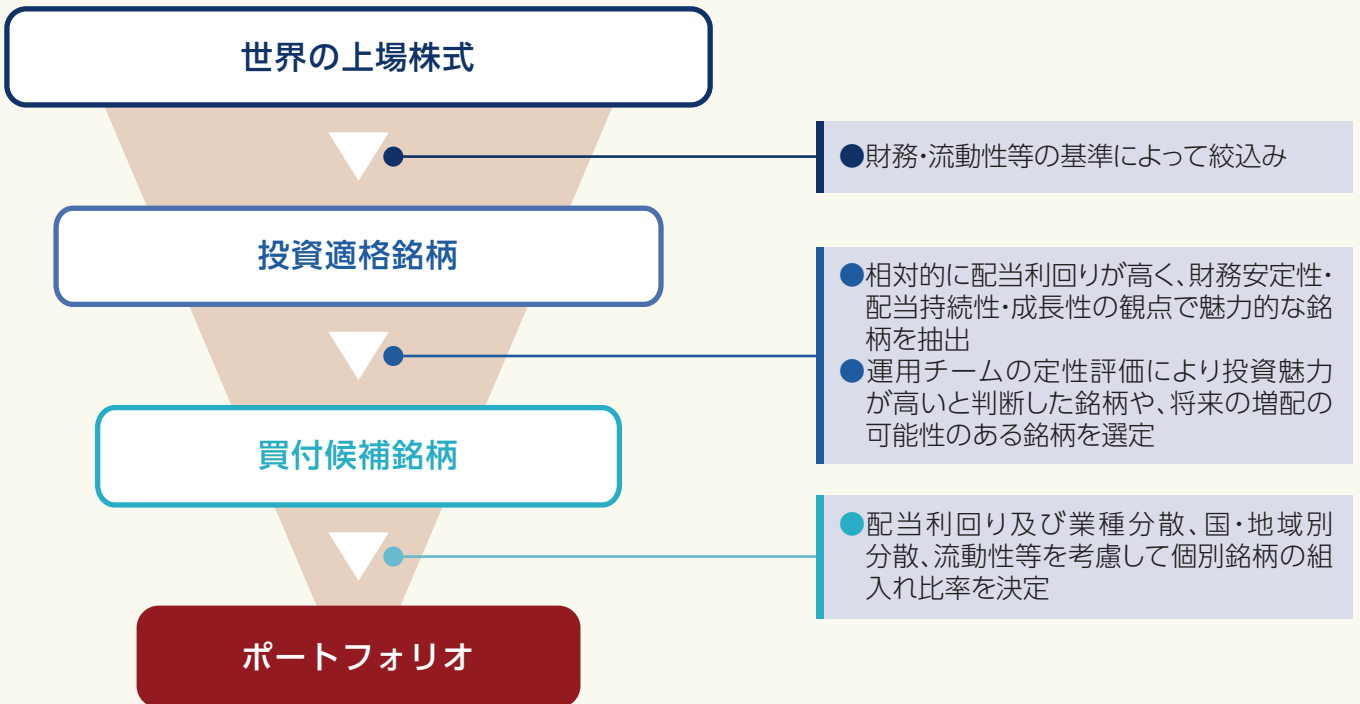 世界の上場株式
●財務・流動性等の基準によって絞込み
投資適格銘柄
●相対的に配当利回りが高く、財務安定性・
配当持続性・成長性の観点で魅力的な銘
柄を抽出
●運用チームの定性評価により投資魅力
が高いと判断した銘柄や、将来の増配の
可能性のある銘柄を選定
買付候補銘柄
●配当利回り及び業種分散、国・地域別
分散、流動性等を考慮して個別銘柄の組
入れ比率を決定
ポートフォリオ